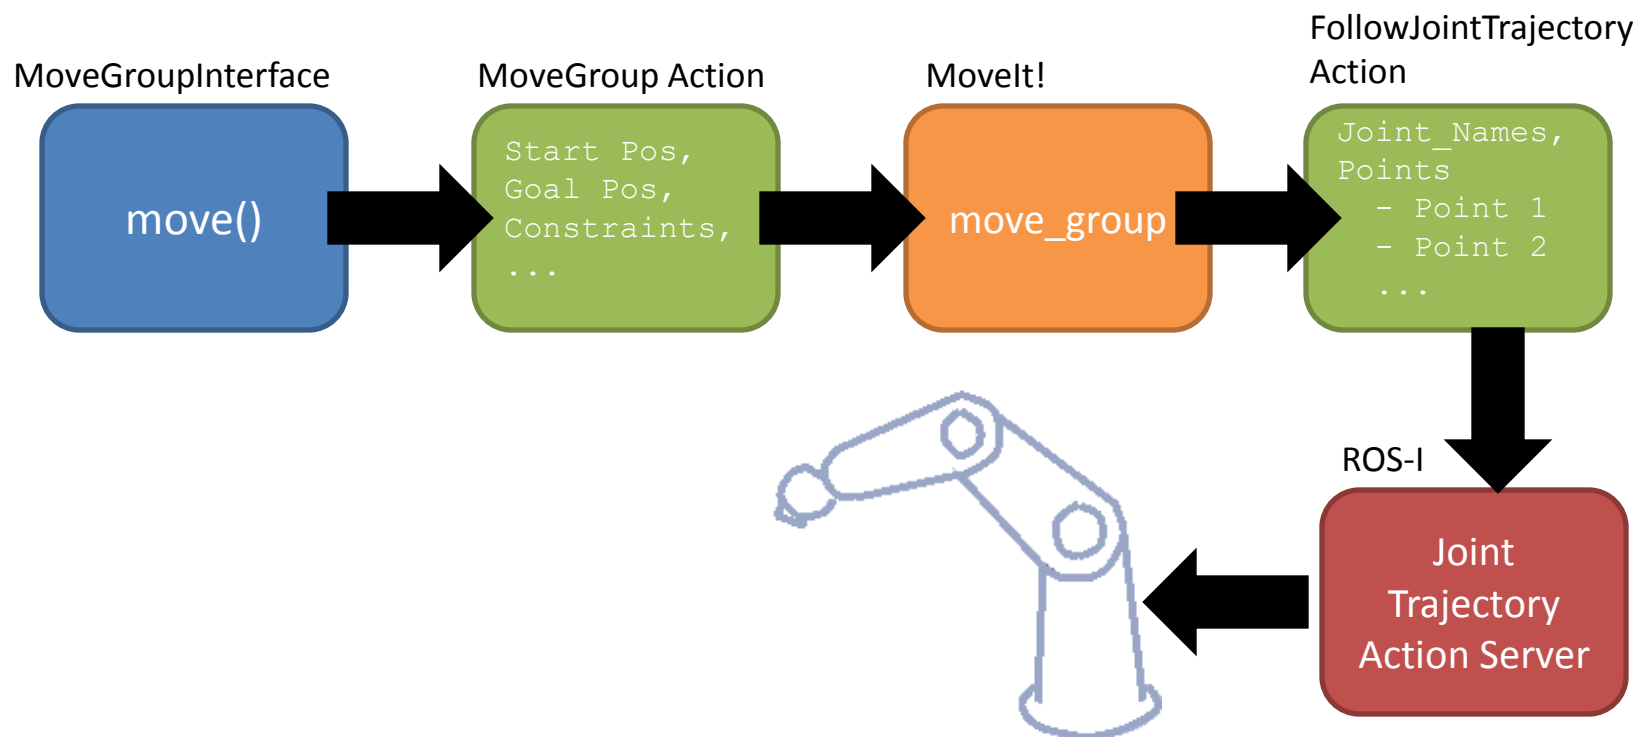 MoveGroupInterface
move()
MoveGroup Action
Start Pos,
Goal Pos,
Constraints,
...
MoveIt!
move_group
FollowJointTrajectory
Action
Joint_Names,
Points
- Point 1
- Point 2
...
ROS-I
Joint
Trajectory
Action Server